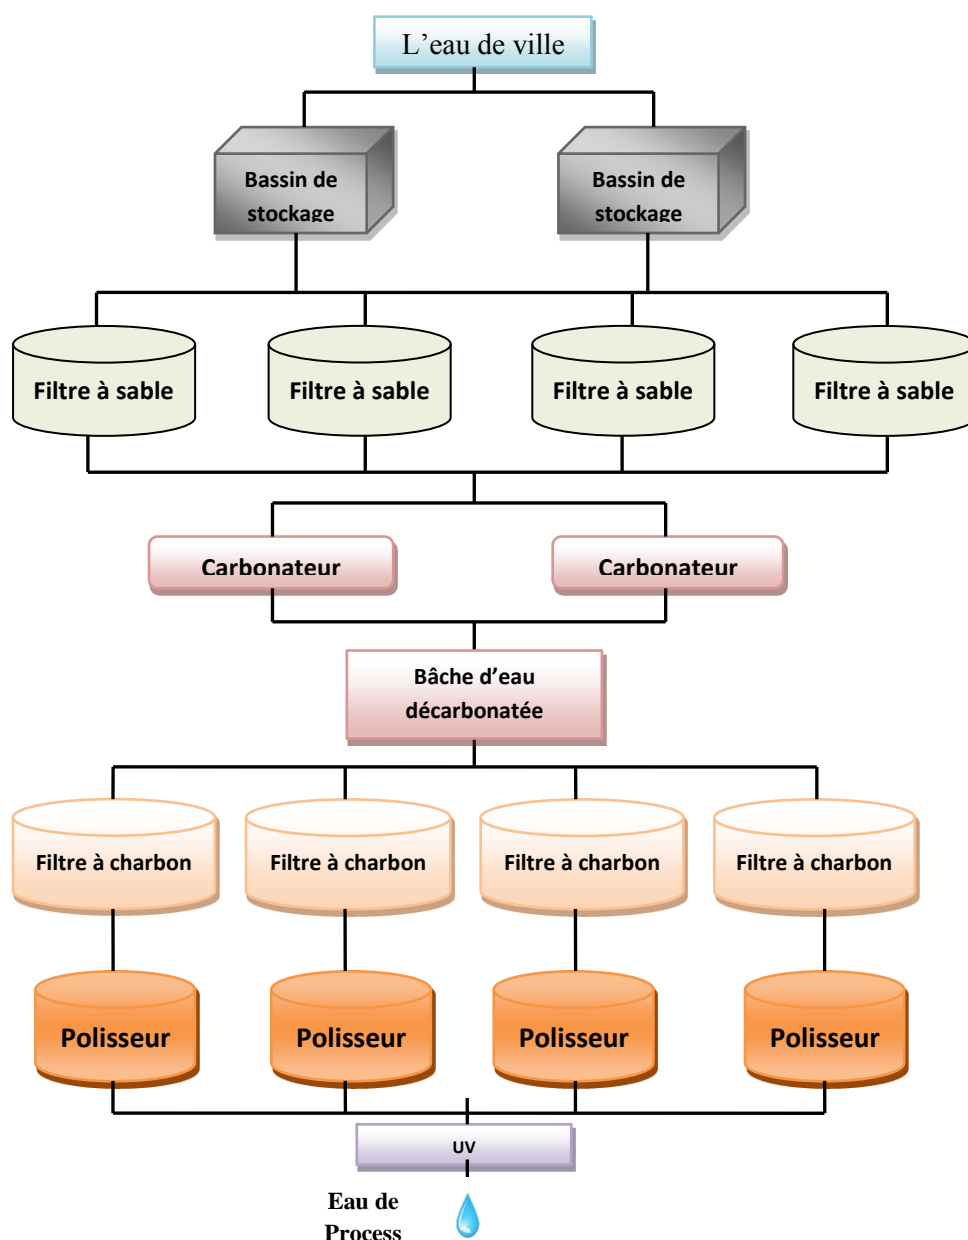 L'eau de ville
Bassin de
stockage
Bassin de
stockage
Filtre à sable
Filtre à sable
Filtre à sable
Filtre à sable
Carbonateur
Carbonateur
Bâche d'eau
décarbonatée
Filtre à charbon
Filtre à charbon
Filtre à charbon
Filtre à charbon
Polisseur
Polisseur
Polisseur
Polisseur
UV
Eau de
Process